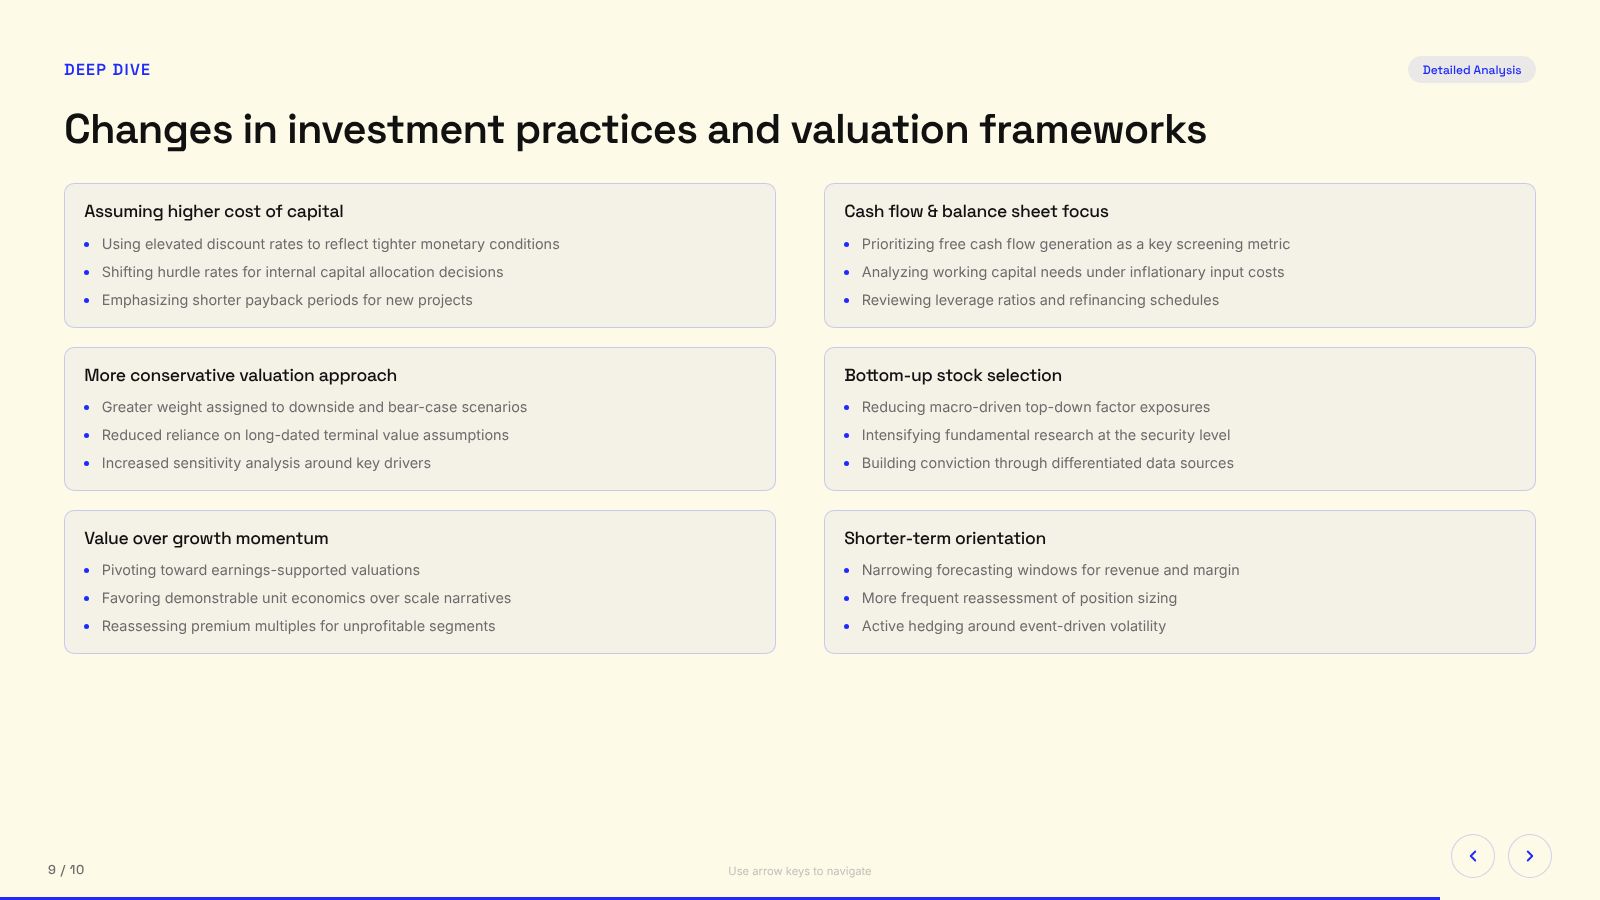 DEEP DIVE
Detailed Analysis
Changes in investment practices and valuation frameworks
Assuming higher cost of capital
Using elevated discount rates to reflect tighter monetary conditions
Shifting hurdle rates for internal capital allocation decisions
Emphasizing shorter payback periods for new projects
Cash flow & balance sheet focus
Prioritizing free cash flow generation as a key screening metric
Analyzing working capital needs under inflationary input costs
Reviewing leverage ratios and refinancing schedules
More conservative valuation approach
Greater weight assigned to downside and bear-case scenarios
Reduced reliance on long-dated terminal value assumptions
Increased sensitivity analysis around key drivers
Bottom-up stock selection
Reducing macro-driven top-down factor exposures
Intensifying fundamental research at the security level
Building conviction through differentiated data sources
Value over growth momentum
Pivoting toward earnings-supported valuations
Favoring demonstrable unit economics over scale narratives
Reassessing premium multiples for unprofitable segments
Shorter-term orientation
Narrowing forecasting windows for revenue and margin
More frequent reassessment of position sizing
Active hedging around event-driven volatility
9 / 10
Use arrow keys to navigate